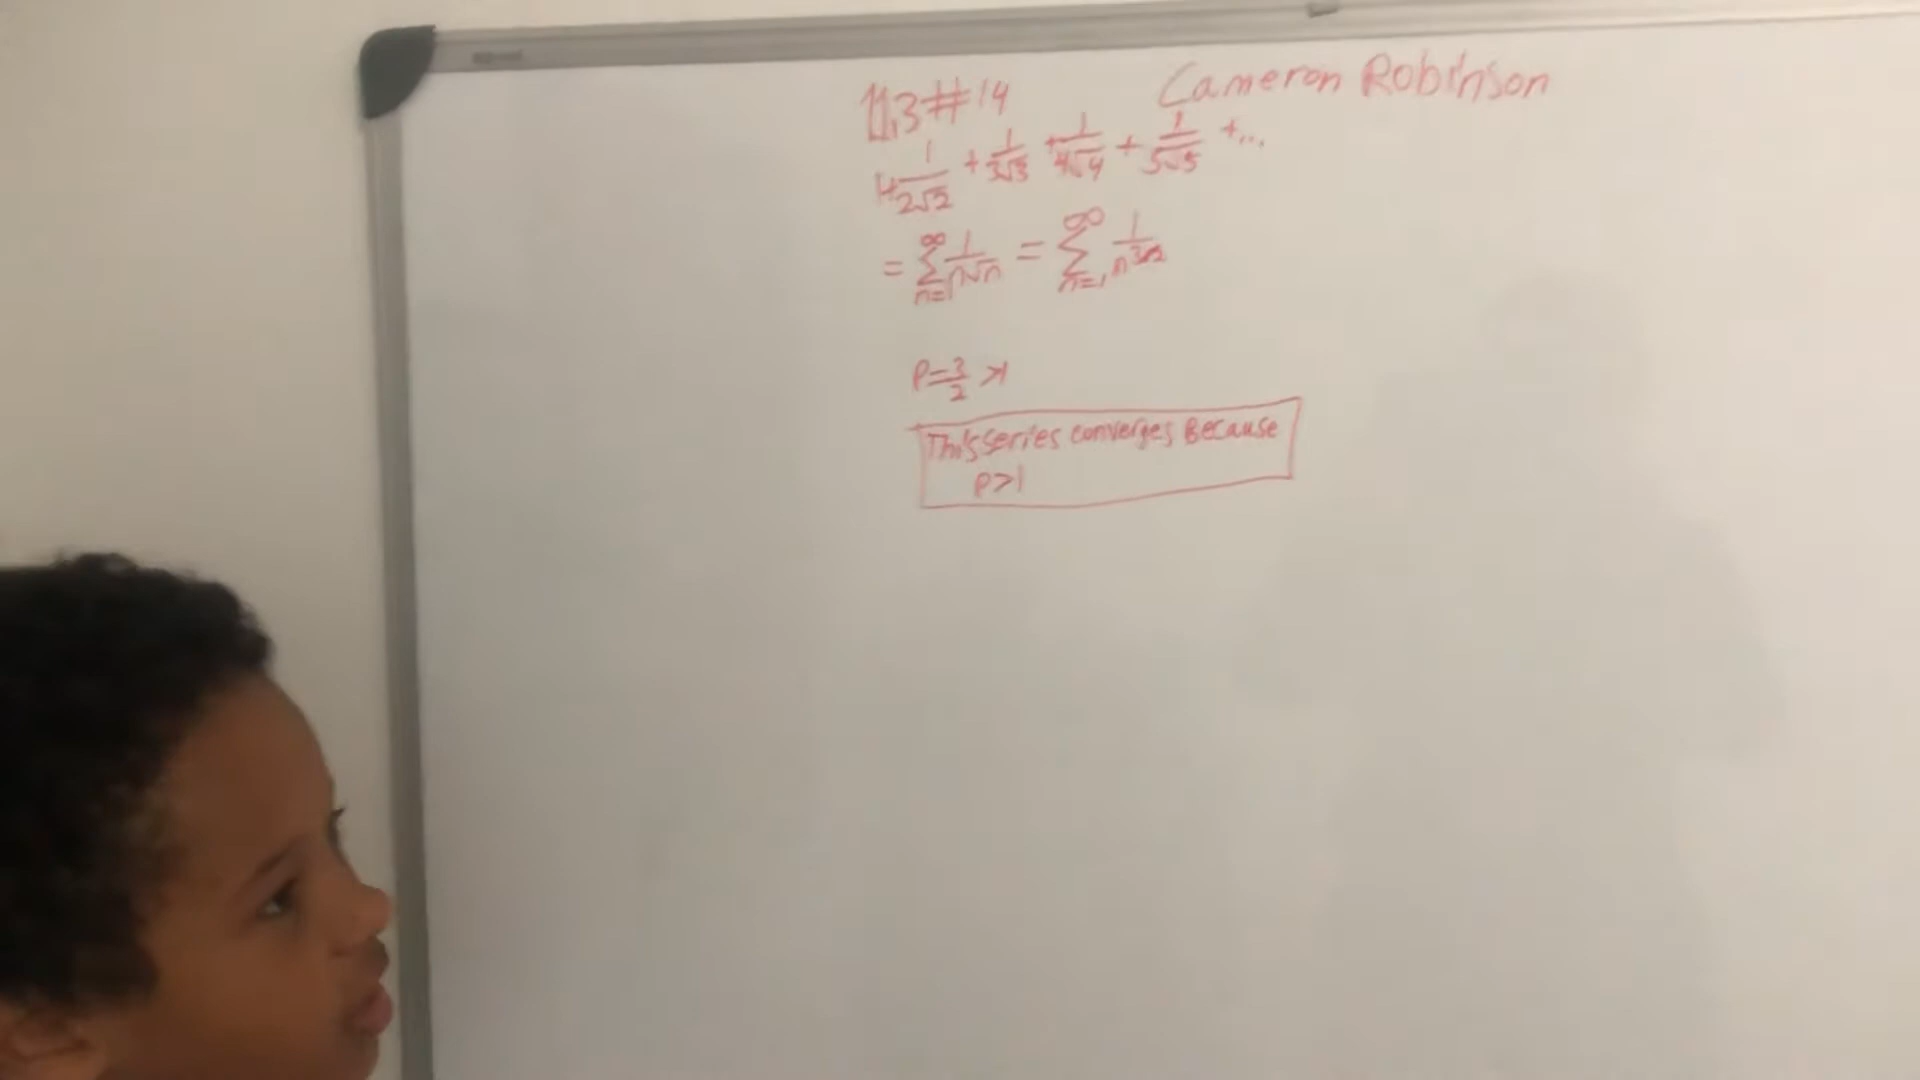 11.3 #14 Cameron Robinson
1+1/2√2 + 1/3√3 + 1/4√4 + 1/5√5 + ...
= ∞∑n=1 1/n√n = ∞∑n=1 1/n^3/2
P=3/2 >1
This series converges Because
P>1